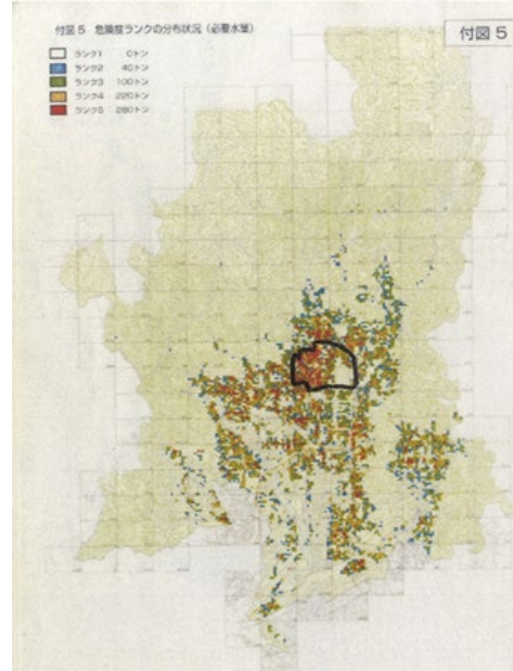 付図 5 危険度ランクの分布状況（必要水量）
付図 5
ランク1 0トン
ランク2 40トン
ランク3 100トン
ランク4 220トン
ランク5 280トン